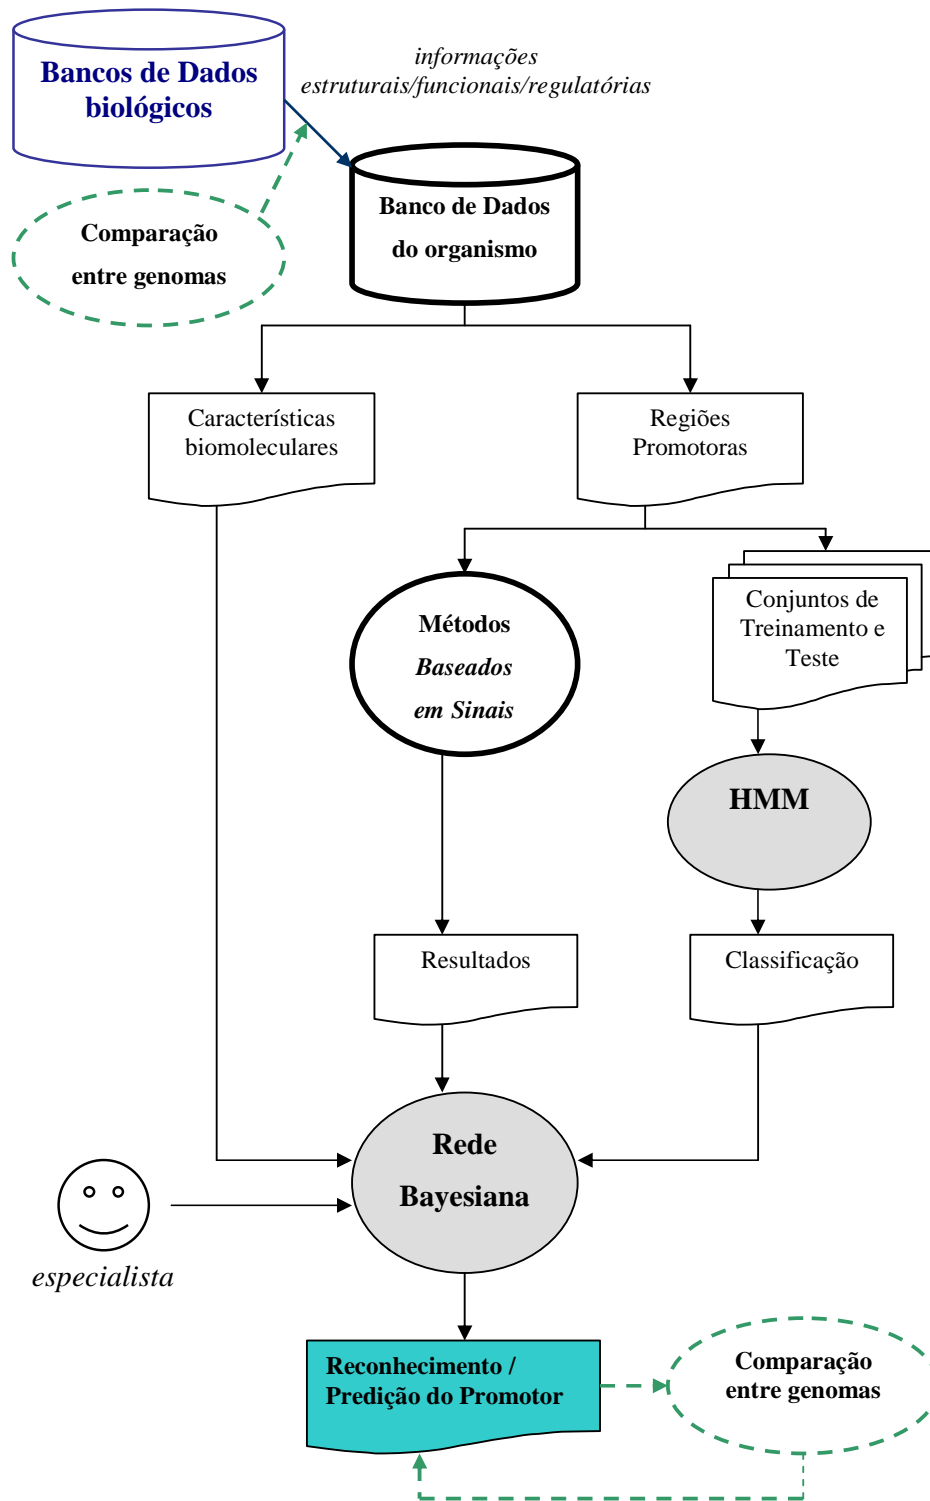 Bancos de Dados
biológicos
informações
estruturais/funcionais/regulatórias
Banco de Dados
do organismo
Comparação
entre genomas
Características
biomoleculares
Regiões
Promotoras
Métodos
Baseados
em Sinais
Conjuntos de
Treinamento e
Teste
HMM
Resultados
Classificação
Rede
Bayesiana
especialista
Reconhecimento /
Predição do Promotor
Comparação
entre genomas